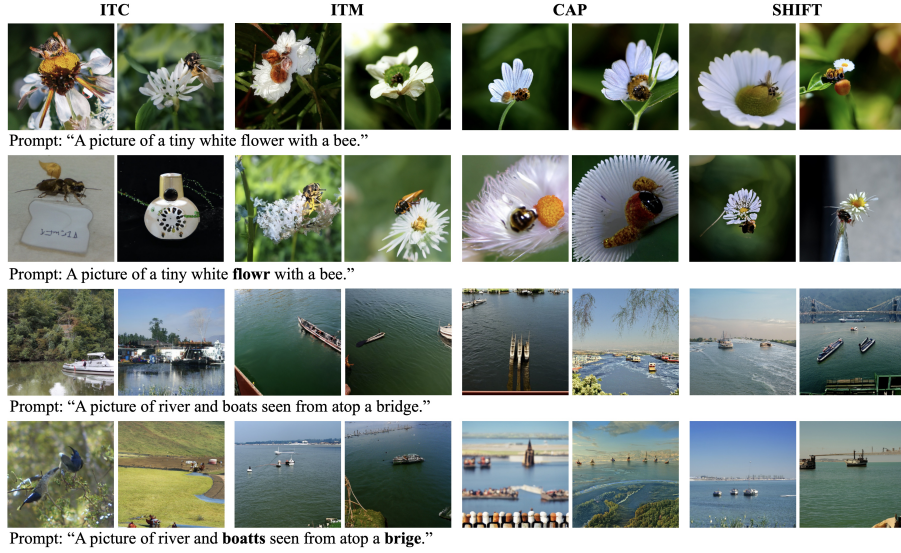 ITC ITM CAP SHIFT
Prompt: “A picture of a tiny white flower with a bee.”
Prompt: A picture of a tiny white flowr with a bee.”
Prompt: “A picture of river and boats seen from atop a bridge.”
Prompt: “A picture of river and boatts seen from atop a brige.”